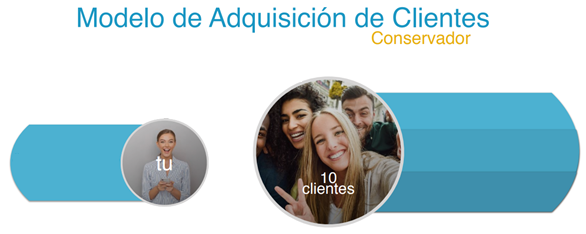 Modelo de Adquisición de Clientes
Conservador
tu
10
clientes